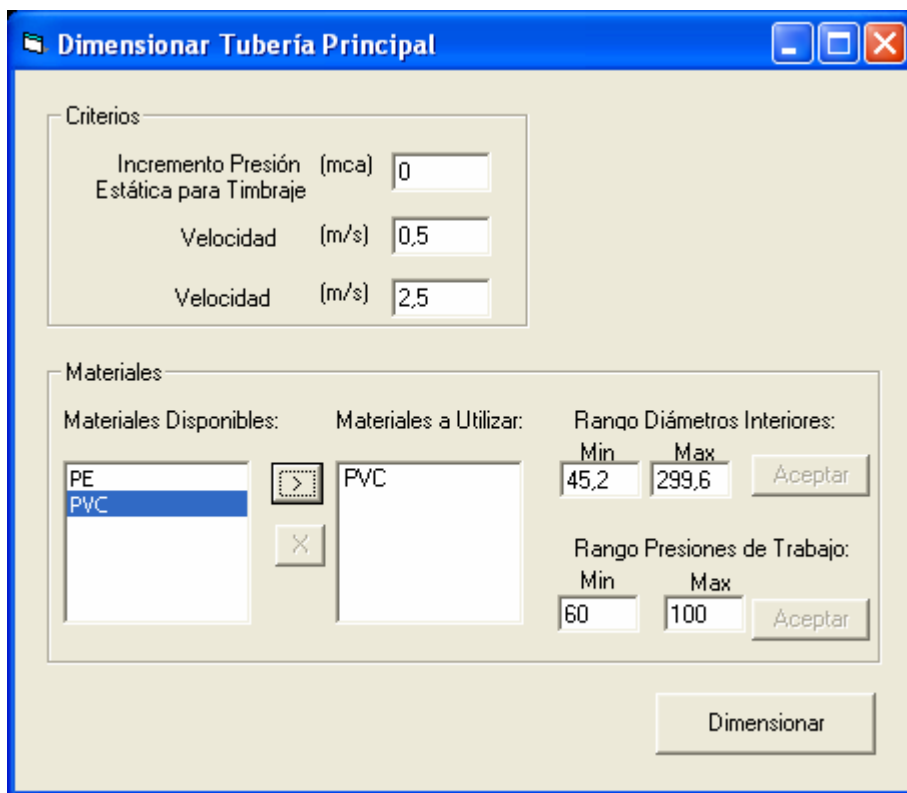 Dimensionar Tubería Principal
Criterios
Incremento Presión (mca) 0
Estática para Timbraje
Velocidad (m/s) 0,5
Velocidad (m/s) 2,5
Materiales
Materiales Disponibles: Materiales a Utilizar: Rango Diámetros Interiores:
Min Max
PE > PVC 45,2 299,6 Aceptar
PVC
X
Rango Presiones de Trabajo:
Min Max
60 100 Aceptar
Dimensionar